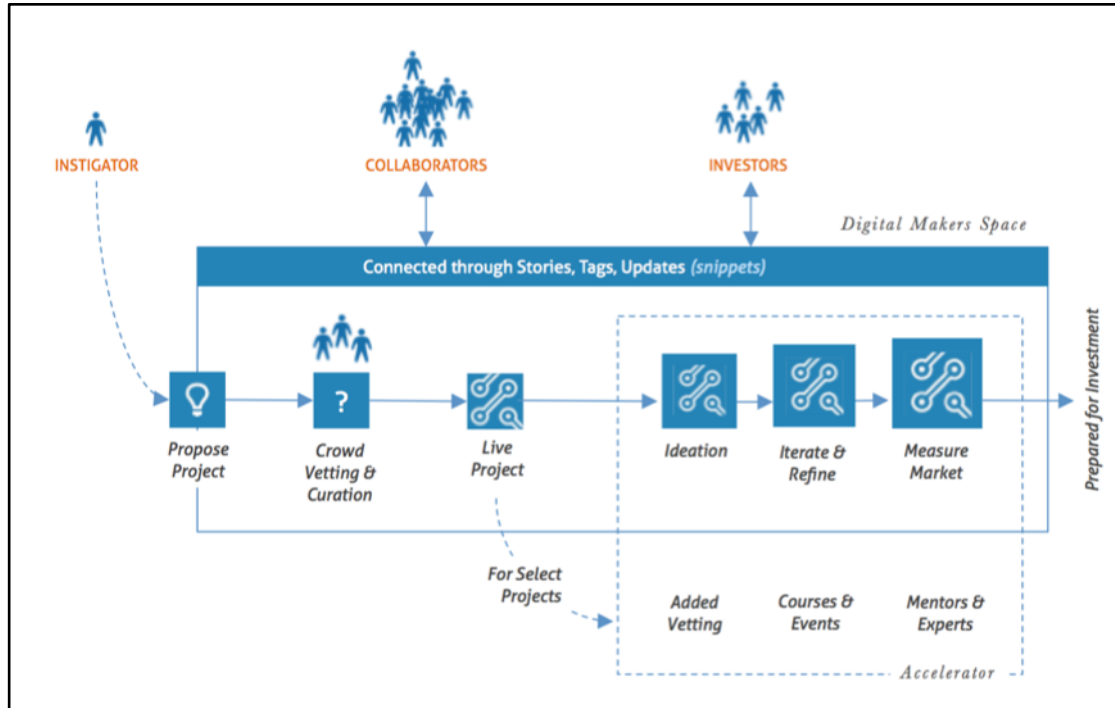 INSTIGATOR
COLLABORATORS
INVESTORS
Digital Makers Space
Connected through Stories, Tags, Updates (snippets)
?
Propose
Project
Crowd
Vetting &
Curation
Live
Project
Ideation
Iterate &
Refine
Measure
Market
Prepared for Investment
For Select
Projects
Added
Vetting
Courses &
Events
Mentors &
Experts
Accelerator